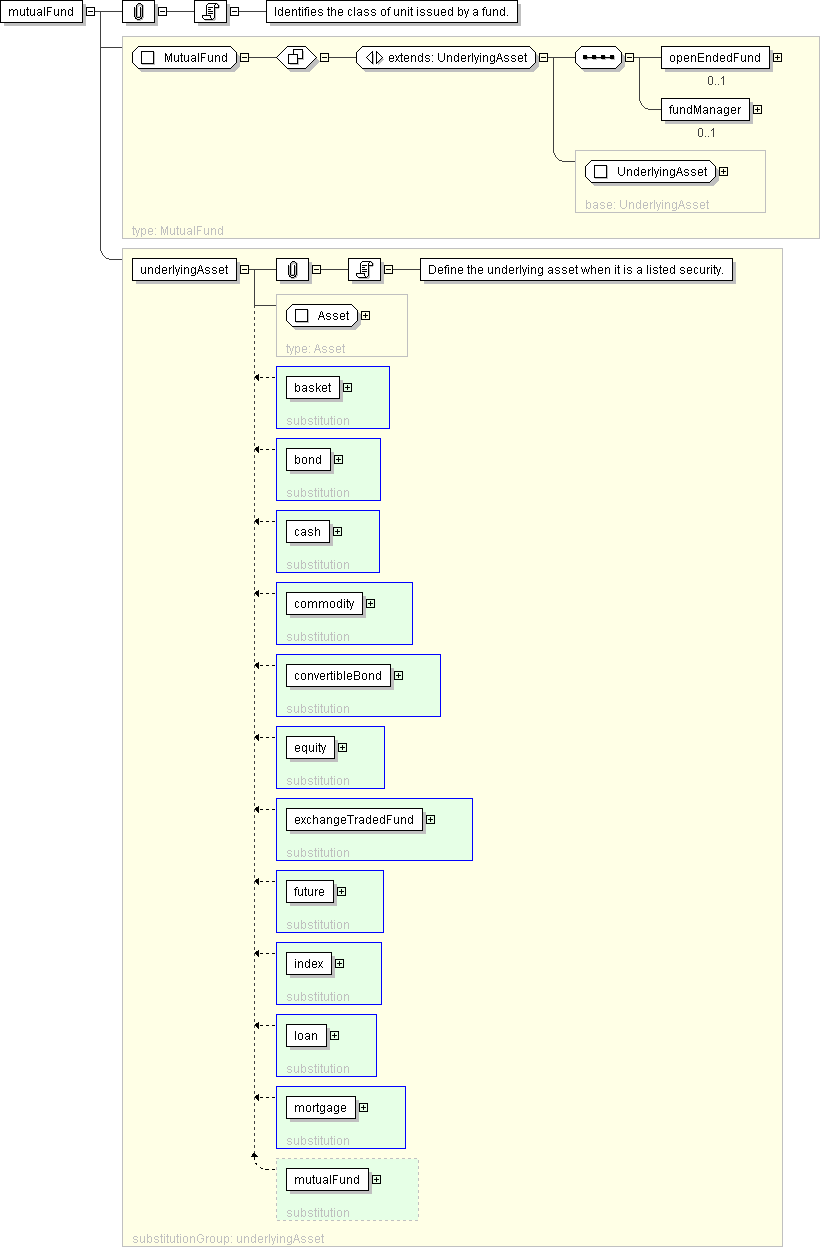 mutualFund
Identifies the class of unit issued by a fund.
MutualFund
extends: UnderlyingAsset
openEndedFund
0..1
fundManager
0..1
UnderlyingAsset
base: UnderlyingAsset
type: MutualFund
underlyingAsset
Define the underlying asset when it is a listed security.
Asset
type: Asset
basket
substitution
bond
substitution
cash
substitution
commodity
substitution
convertibleBond
substitution
equity
substitution
exchangeTradedFund
substitution
future
substitution
index
substitution
loan
substitution
mortgage
substitution
mutualFund
substitution
substitutionGroup: underlyingAsset